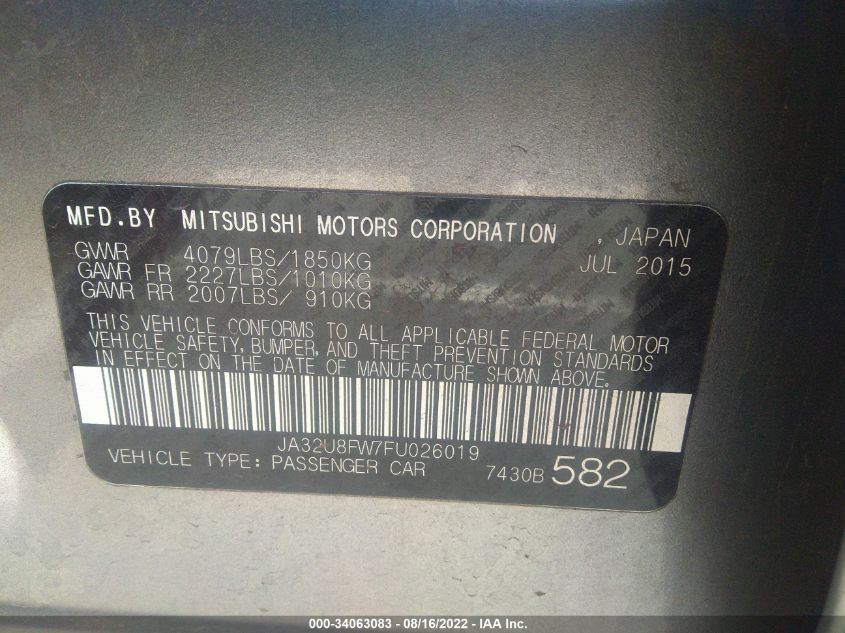 MFD.BY MITSUBISHI MOTORS CORPORATION , JAPAN
GVWR 4079LBS/1850KG JUL 2015
GAWR FR 2227LBS/1010KG
GAWR RR 2007LBS/ 910KG
THIS VEHICLE CONFORMS TO ALL APPLICABLE FEDERAL MOTOR
VEHICLE SAFETY, BUMPER, AND THEFT PREVENTION STANDARDS
IN EFFECT ON THE DATE OF MANUFACTURE SHOWN ABOVE.
JA32U8FW7FU026019
VEHICLE TYPE: PASSENGER CAR 7430B 582
000-34063083 - 08/16/2022 - IAA Inc.